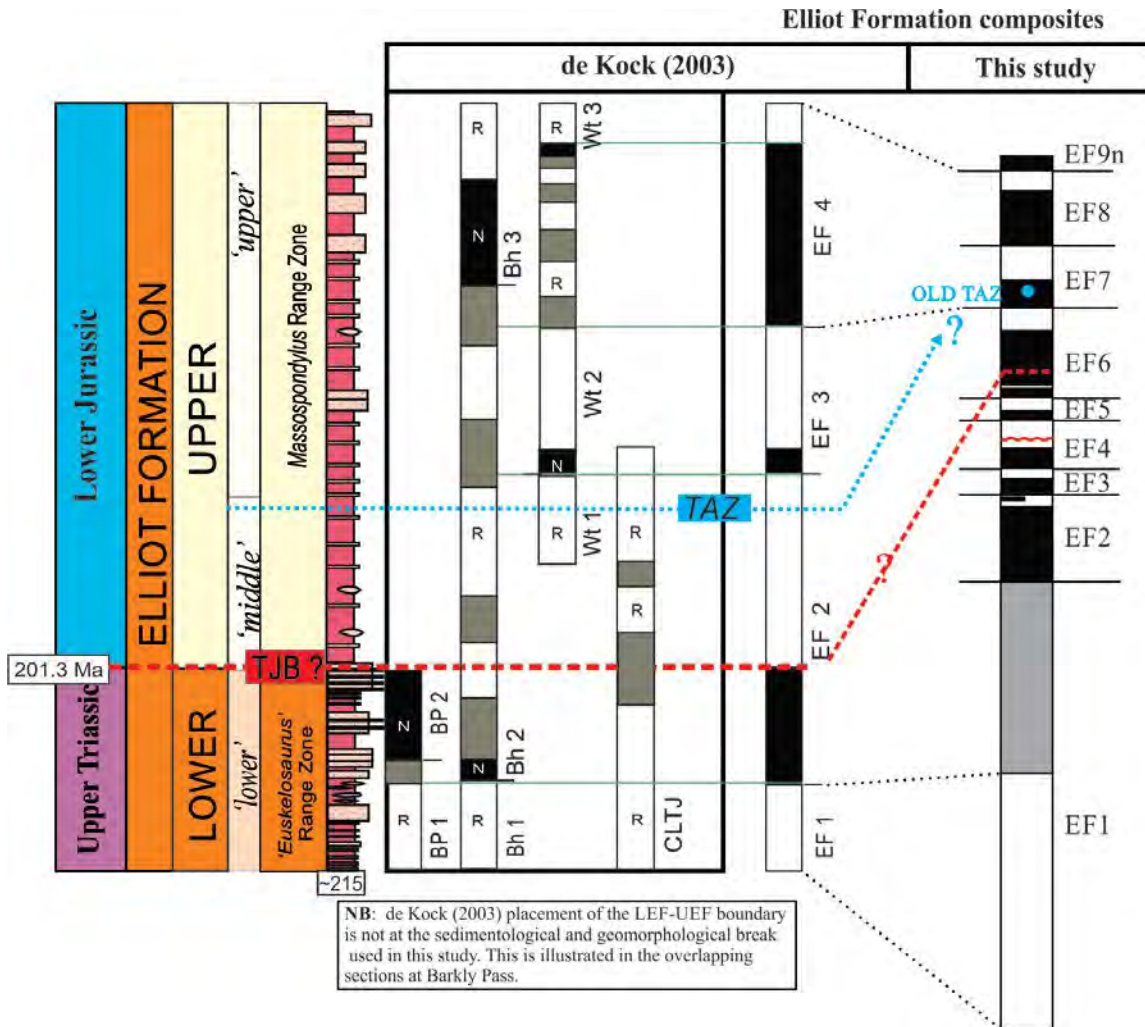 Elliot Formation composites
de Kock (2003)
This study
Lower Jurassic
Upper Triassic
ELLIOT FORMATION
UPPER
LOWER
'upper'
'middle'
'lower'
Massospondylus Range Zone
'Euskelosaurus'
Range Zone
201.3 Ma
TJB ?
~215
N
R
BP 2
BP 1
R
N
R
N
R
Bh 3
Bh 2
Bh 1
R
R
N
R
Wt 3
Wt 2
Wt 1
R
R
R
CLTJ
TAZ
EF 4
EF 3
EF 2
EF 1
OLD TAZ
?
?
EF9n
EF8
EF7
EF6
EF5
EF4
EF3
EF2
EF1
NB: de Kock (2003) placement of the LEF-UEF boundary
is not at the sedimentological and geomorphological break
used in this study. This is illustrated in the overlapping
sections at Barkly Pass.